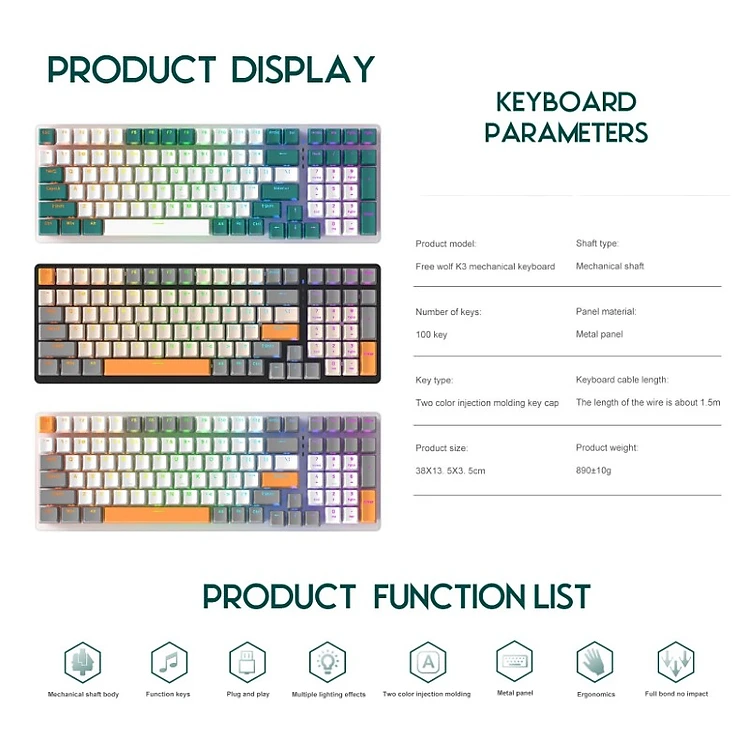 PRODUCT DISPLAY
KEYBOARD
PARAMETERS
Product model:
Shaft type:
Free wolf K3 mechanical keyboard
Mechanical shaft
Number of keys:
Panel material:
100 key
Metal panel
Key type:
Keyboard cable length:
Two color injection molding key cap
The length of the wire is about 1.5m
Product size:
Product weight:
38X13. 5X3. 5cm
890±10g
PRODUCT FUNCTION LIST
A
Mechanical shaft body
Function keys
Plug and play
Multiple lighting effects
Two color injection molding
Metal panel
Ergonomics
Full bond no impact